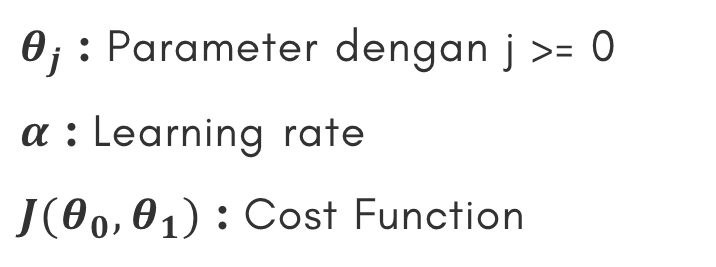 θⱼ : Parameter dengan j >= 0
α : Learning rate
J(θ₀, θ₁) : Cost Function